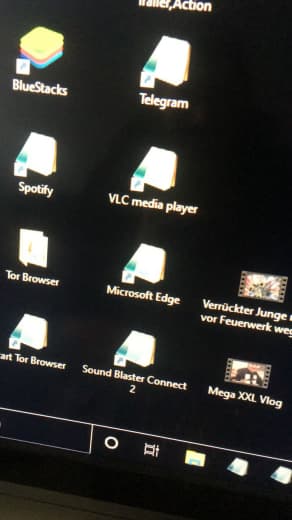 Trailer,Action
BlueStacks
Telegram
Spotify
VLC media player
Tor Browser
Microsoft Edge
Verrückter Junge
vor Feuerwerk weg
art Tor Browser
Sound Blaster Connect
2
Mega XXL Vlog